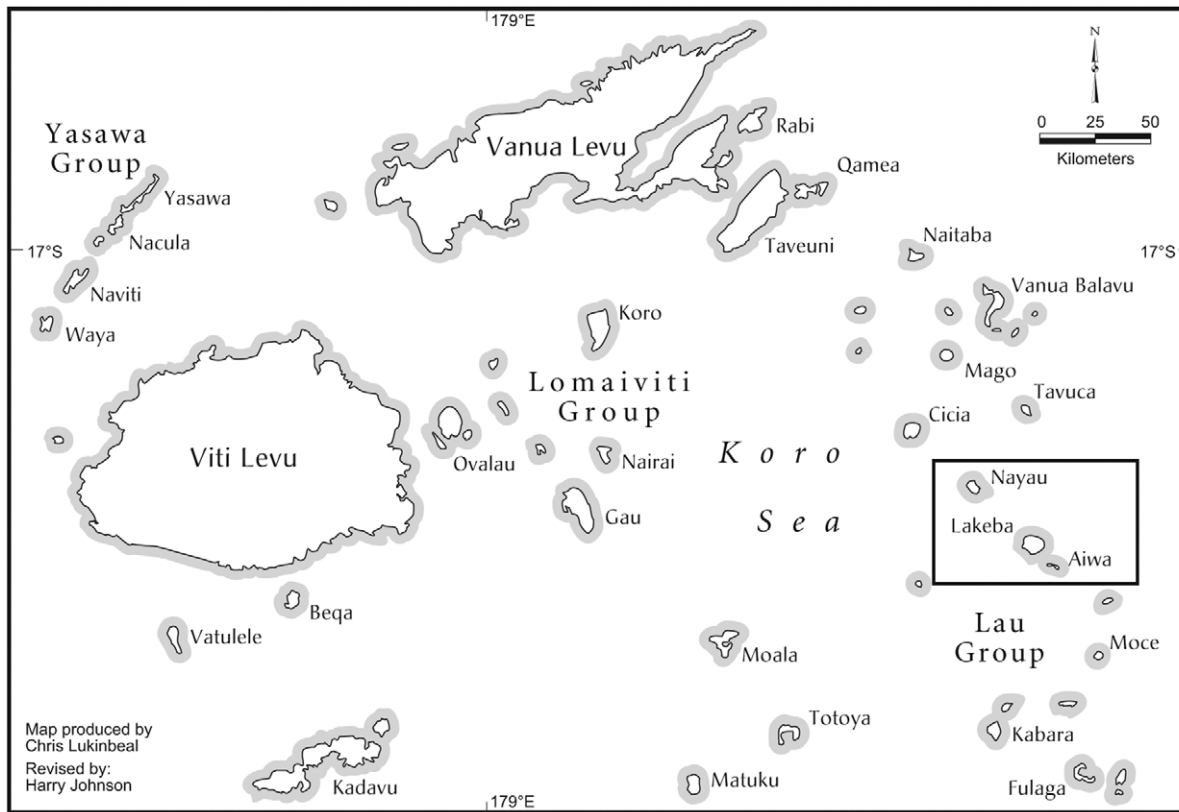 179°E
N
0 25 50
Kilometers
Yasawa
Group
Vanua Levu
Rabi
Qamea
Yasawa
Nacula
Taveuni
Naitaba
17°S
17°S
Naviti
Vanua Balavu
Waya
Koro
Mago
Lomaiviti
Group
Tavuca
Cicia
Viti Levu
Ovalau
Nairai
Koro
Sea
Nayau
Gau
Lakeba
Aiwa
Beqa
Vatulele
Lau
Group
Moce
Moala
Totoya
Kabara
Map produced by
Chris Lukinbeal
Revised by:
Harry Johnson
Kadavu
Matuku
Fulaga
179°E